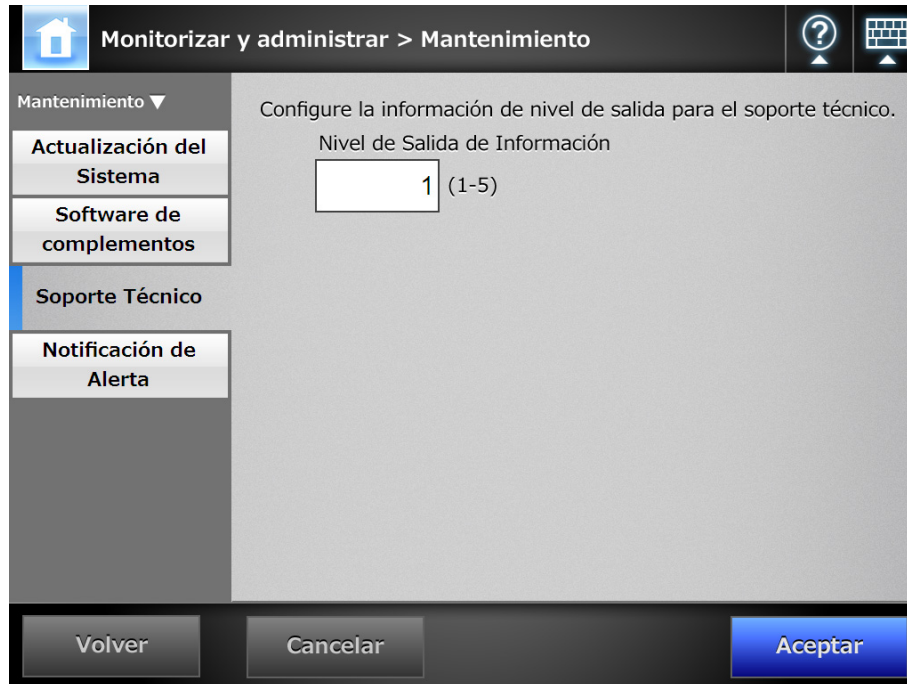 Monitorizar y administrar > Mantenimiento
?
Mantenimiento ▼
Actualización del
Sistema
Software de
complementos
Soporte Técnico
Notificación de
Alerta
Configure la información de nivel de salida para el soporte técnico.
Nivel de Salida de Información
1 (1-5)
Volver
Cancelar
Aceptar